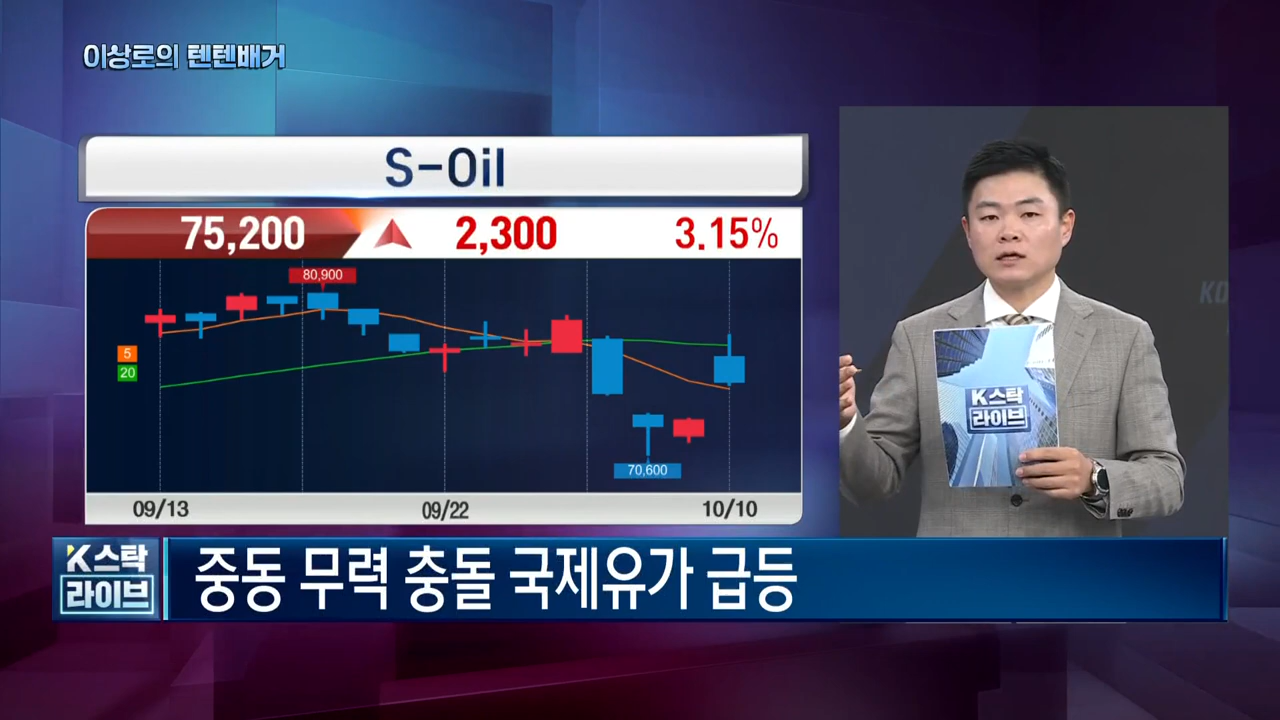 이상로의 텐텐배거
S-Oil
75,200 ▲ 2,300 3.15%
80,900
5
20
70,600
09/13 09/22 10/10
KO
K스탁
라이브
K스탁
라이브
중동 무력 충돌 국제유가 급등